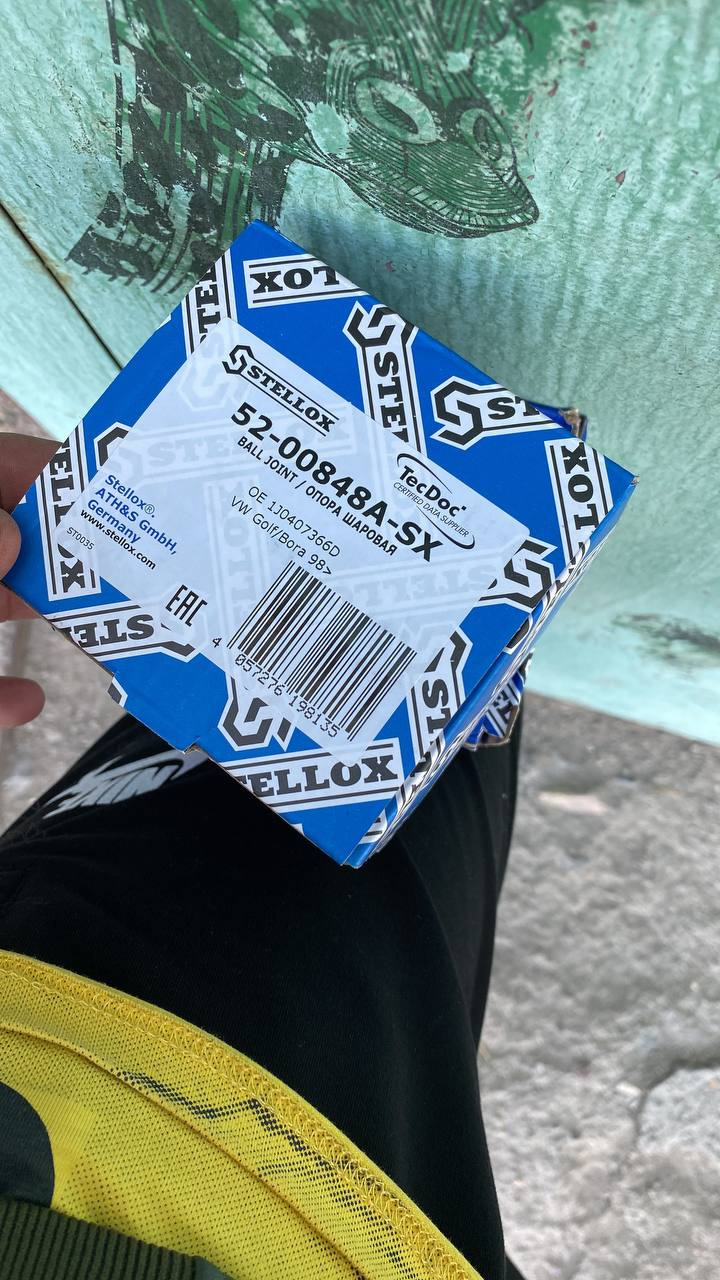 STELLOX
52-00848A-SX
BALL JOINT / ОПОРА ШАРОВАЯ
TecDoc
CERTIFIED DATA SUPPLIER
OE 1J0407366D
VW Golf/Bora 98>
Stellox®,
ATH&S GmbH,
Germany
www.stellox.com
ST0035
EAC
4 057276 198135
STELLOX